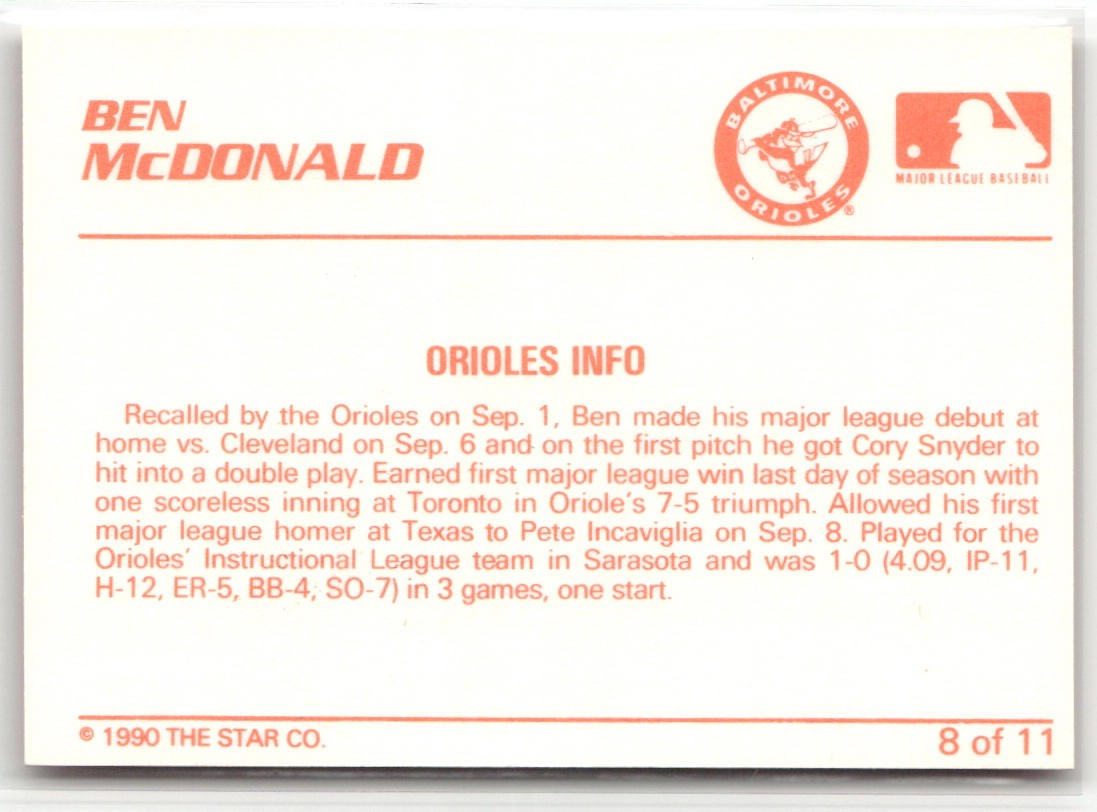 BEN
McDONALD
BALTIMORE
ORIOLES
®
MAJOR LEAGUE BASEBALL
ORIOLES INFO
Recalled by the Orioles on Sep. 1, Ben made his major league debut at
home vs. Cleveland on Sep. 6 and on the first pitch he got Cory Snyder to
hit into a double play. Earned first major league win last day of season with
one scoreless inning at Toronto in Oriole's 7-5 triumph. Allowed his first
major league homer at Texas to Pete Incaviglia on Sep. 8. Played for the
Orioles' Instructional League team in Sarasota and was 1-0 (4.09, IP-11,
H-12, ER-5, BB-4, SO-7) in 3 games, one start.
© 1990 THE STAR CO.
8 of 11